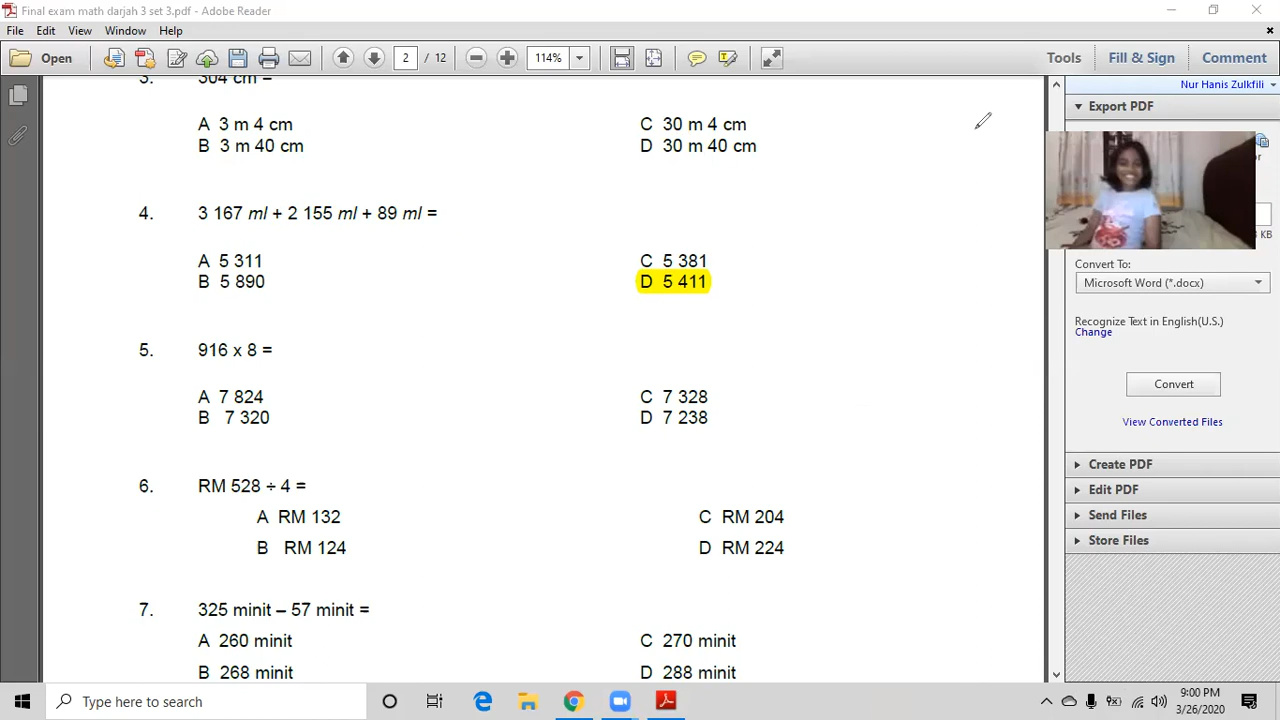 Final exam math darjah 3 set 3.pdf - Adobe Reader
File Edit View Window Help
Open 2 / 12 114% Tools Fill & Sign Comment
Nur Hanis Zulkfili
3. 304 cm =
A 3 m 4 cm C 30 m 4 cm
B 3 m 40 cm D 30 m 40 cm
4. 3 167 ml + 2 155 ml + 89 ml =
A 5 311 C 5 381
B 5 890 D 5 411
5. 916 x 8 =
A 7 824 C 7 328
B 7 320 D 7 238
6. RM 528 ÷ 4 =
A RM 132 C RM 204
B RM 124 D RM 224
7. 325 minit – 57 minit =
A 260 minit C 270 minit
B 268 minit D 288 minit
Export PDF
KB
Convert To:
Microsoft Word (*.docx)
Recognize Text in English(U.S.)
Change
Convert
View Converted Files
Create PDF
Edit PDF
Send Files
Store Files
Type here to search
9:00 PM
3/26/2020